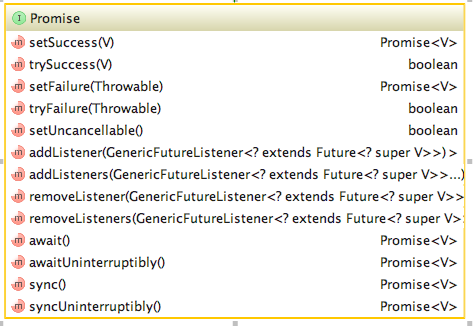 I Promise
m setSuccess(V) Promise<V>
m trySuccess(V) boolean
m setFailure(Throwable) Promise<V>
m tryFailure(Throwable) boolean
m setUncancellable() boolean
m addListener(GenericFutureListener<? extends Future<? super V>>) >
m addListeners(GenericFutureListener<? extends Future<? super V>>...)
m removeListener(GenericFutureListener<? extends Future<? super V>>
m removeListeners(GenericFutureListener<? extends Future<? super V>
m await() Promise<V>
m awaitUninterruptibly() Promise<V>
m sync() Promise<V>
m syncUninterruptibly() Promise<V>